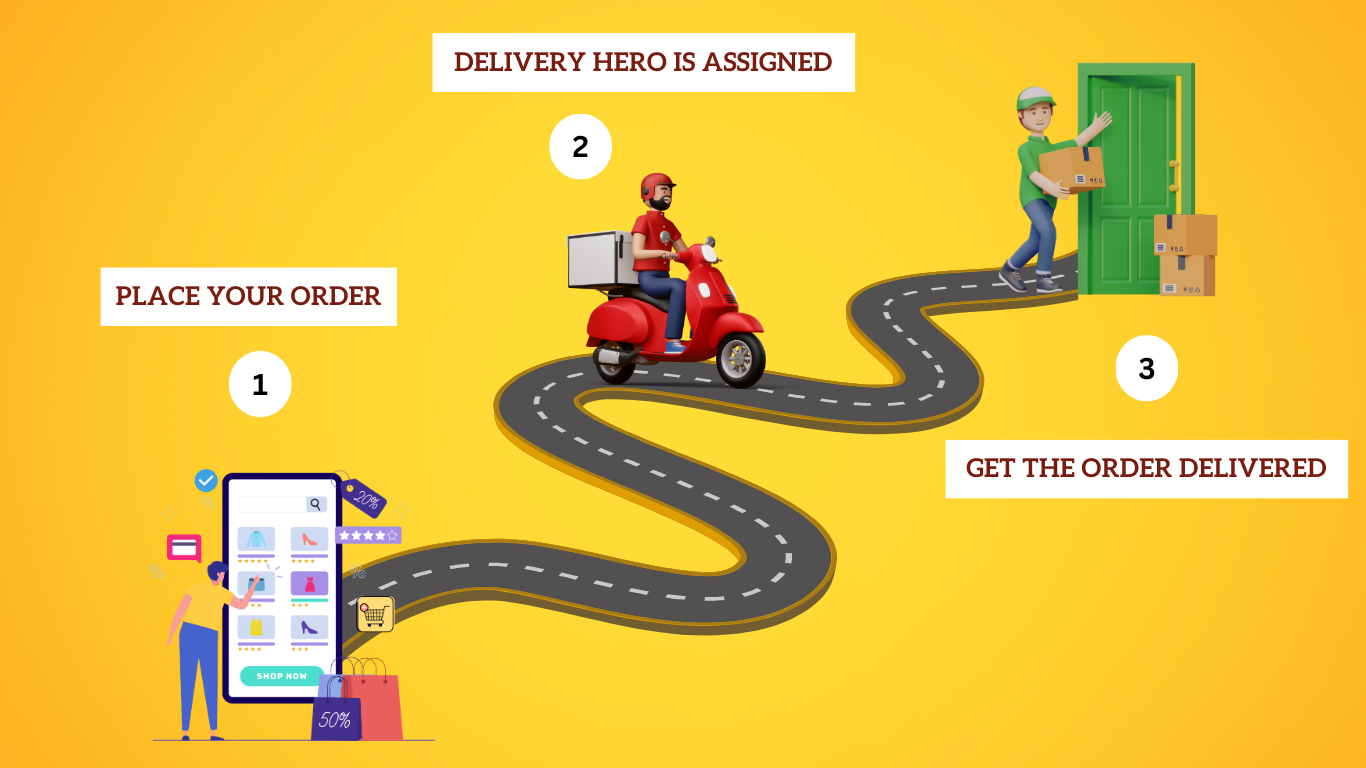 DELIVERY HERO IS ASSIGNED
2
PLACE YOUR ORDER
1
3
GET THE ORDER DELIVERED
20%
SHOP NOW
50%